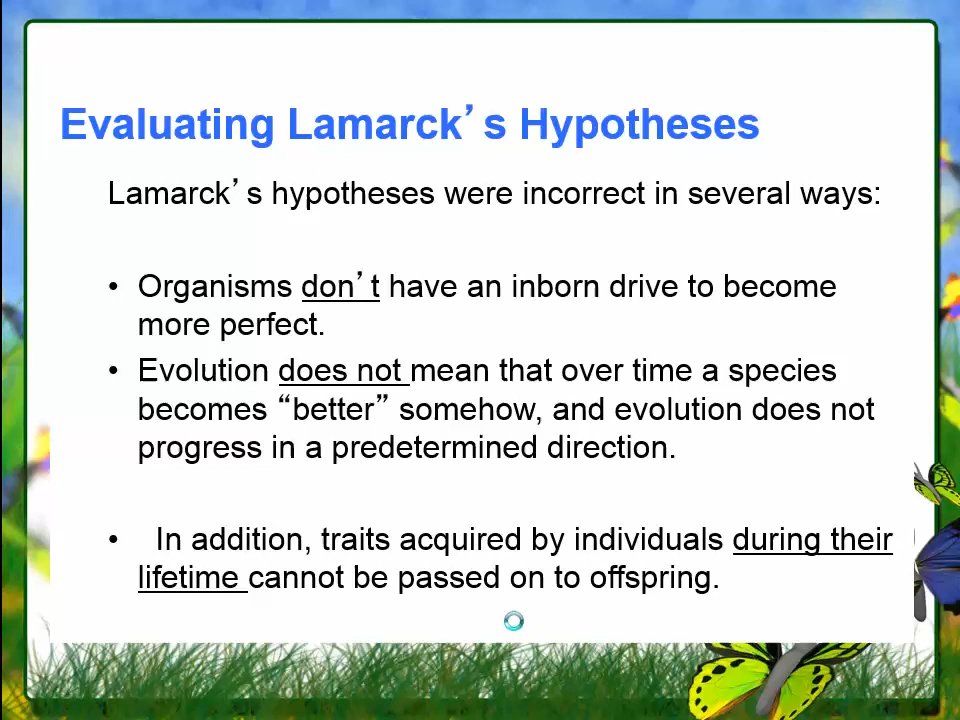 Evaluating Lamarck’s Hypotheses
Lamarck’s hypotheses were incorrect in several ways:
• Organisms don’t have an inborn drive to become
more perfect.
• Evolution does not mean that over time a species
becomes “better” somehow, and evolution does not
progress in a predetermined direction.
• In addition, traits acquired by individuals during their
lifetime cannot be passed on to offspring.